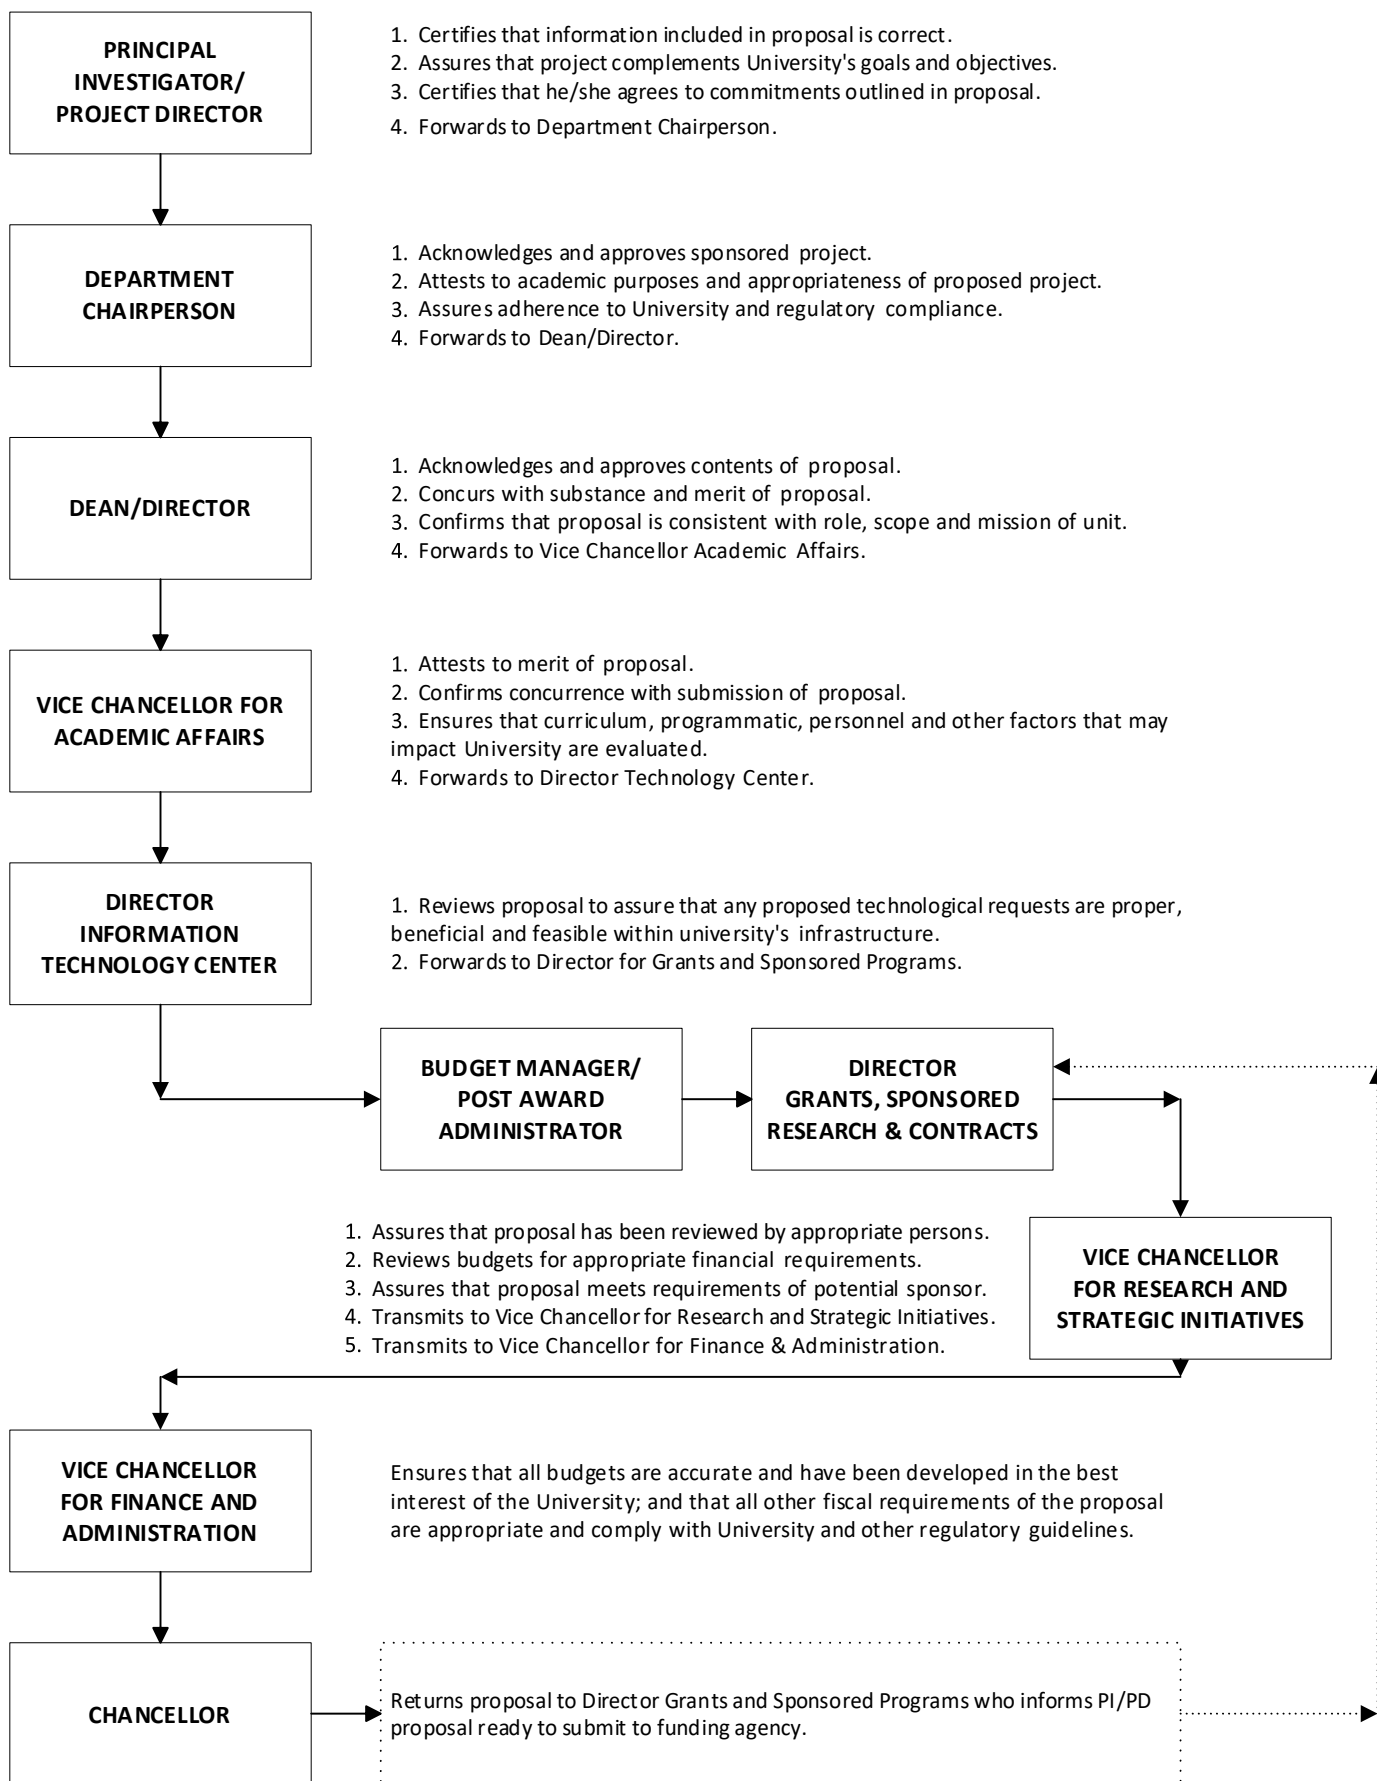 PRINCIPAL
INVESTIGATOR/
PROJECT DIRECTOR
1. Certifies that information included in proposal is correct.
2. Assures that project complements University's goals and objectives.
3. Certifies that he/she agrees to commitments outlined in proposal.
4. Forwards to Department Chairperson.
DEPARTMENT
CHAIRPERSON
1. Acknowledges and approves sponsored project.
2. Attests to academic purposes and appropriateness of proposed project.
3. Assures adherence to University and regulatory compliance.
4. Forwards to Dean/Director.
DEAN/DIRECTOR
1. Acknowledges and approves contents of proposal.
2. Concurs with substance and merit of proposal.
3. Confirms that proposal is consistent with role, scope and mission of unit.
4. Forwards to Vice Chancellor Academic Affairs.
VICE CHANCELLOR FOR
ACADEMIC AFFAIRS
1. Attests to merit of proposal.
2. Confirms concurrence with submission of proposal.
3. Ensures that curriculum, programmatic, personnel and other factors that may
impact University are evaluated.
4. Forwards to Director Technology Center.
DIRECTOR
INFORMATION
TECHNOLOGY CENTER
1. Reviews proposal to assure that any proposed technological requests are proper,
beneficial and feasible within university's infrastructure.
2. Forwards to Director for Grants and Sponsored Programs.
BUDGET MANAGER/
POST AWARD
ADMINISTRATOR
DIRECTOR
GRANTS, SPONSORED
RESEARCH & CONTRACTS
1. Assures that proposal has been reviewed by appropriate persons.
2. Reviews budgets for appropriate financial requirements.
3. Assures that proposal meets requirements of potential sponsor.
4. Transmits to Vice Chancellor for Research and Strategic Initiatives.
5. Transmits to Vice Chancellor for Finance & Administration.
VICE CHANCELLOR
FOR RESEARCH AND
STRATEGIC INITIATIVES
VICE CHANCELLOR
FOR FINANCE AND
ADMINISTRATION
Ensures that all budgets are accurate and have been developed in the best
interest of the University; and that all other fiscal requirements of the proposal
are appropriate and comply with University and other regulatory guidelines.
CHANCELLOR
Returns proposal to Director Grants and Sponsored Programs who informs PI/PD
proposal ready to submit to funding agency.